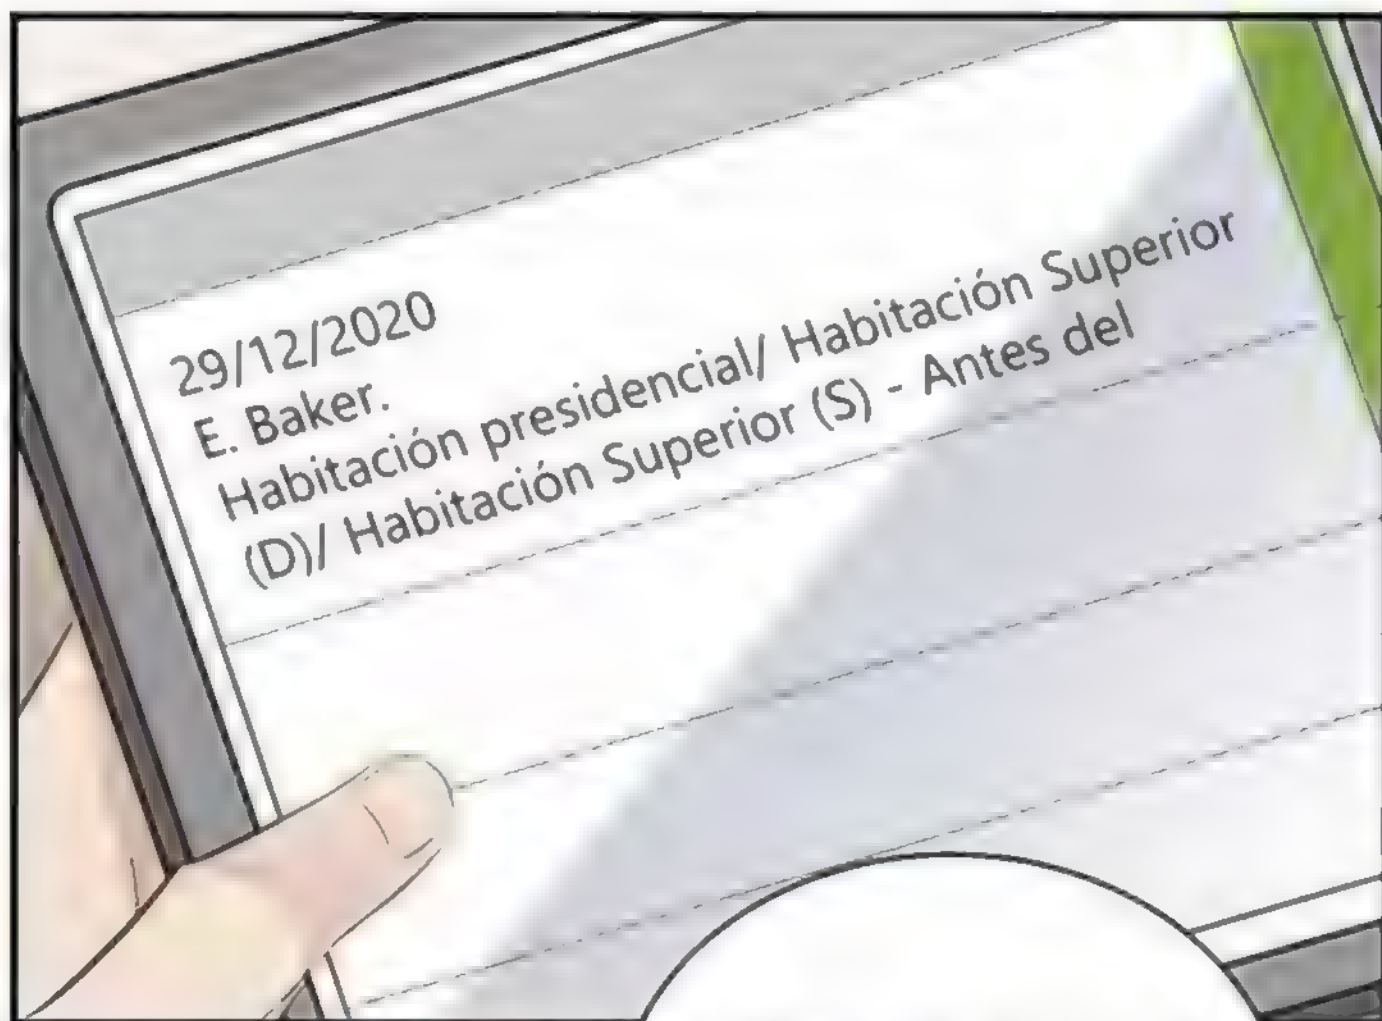 29/12/2020
E. Baker.
Habitación presidencial/ Habitación Superior
(D)/ Habitación Superior (S) - Antes del